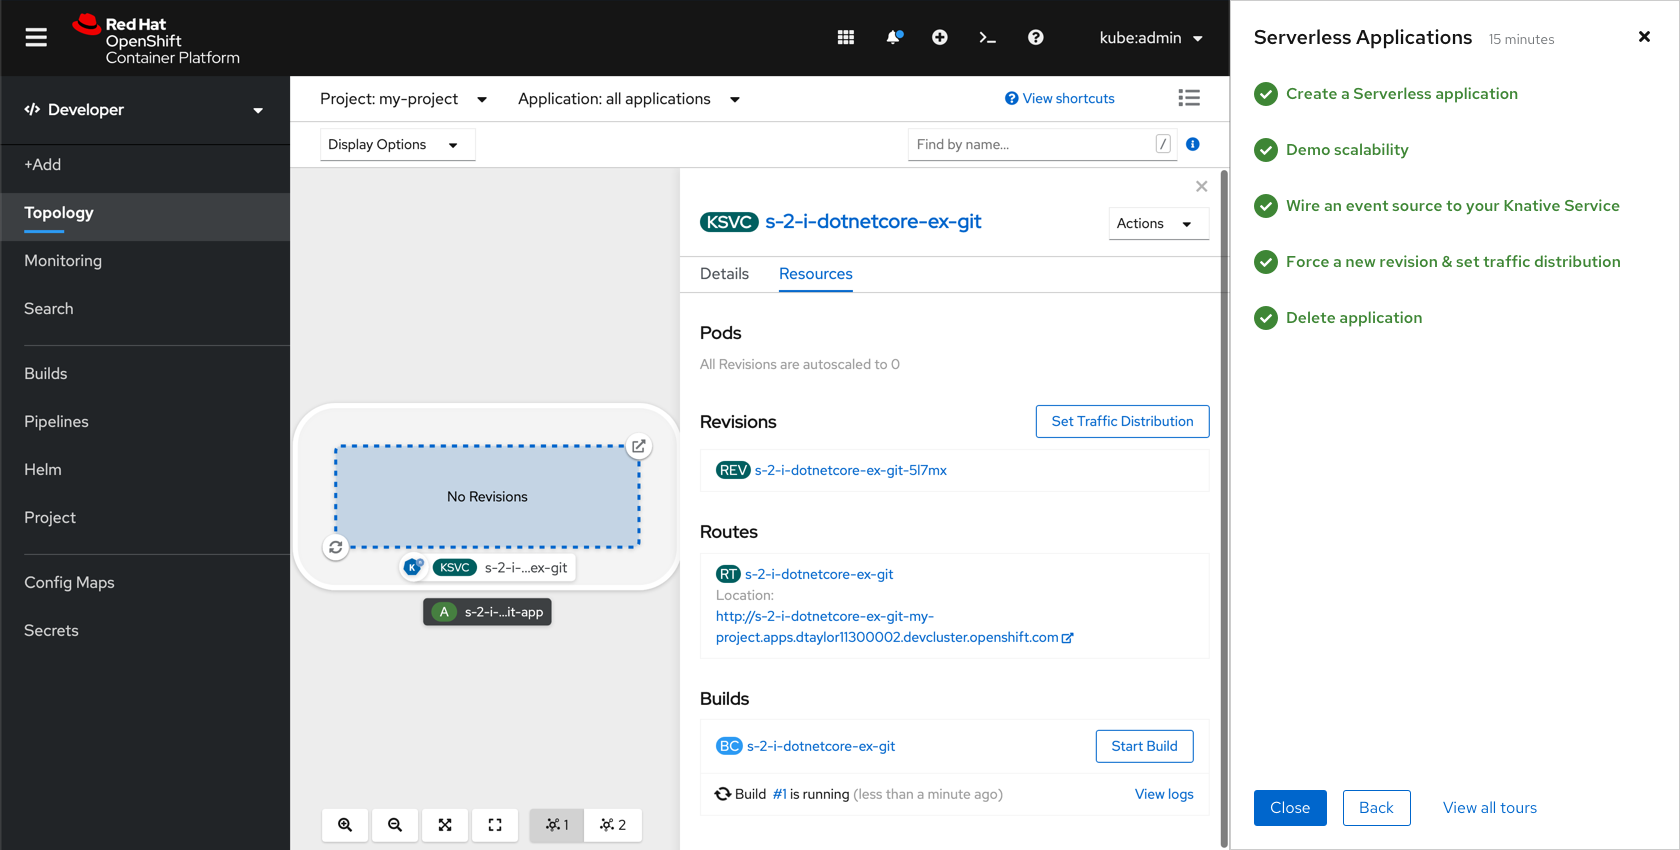 Red Hat
OpenShift
Container Platform
kube:admin
Developer
+Add
Topology
Monitoring
Search
Builds
Pipelines
Helm
Project
Config Maps
Secrets
Project: my-project
Application: all applications
View shortcuts
Display Options
Find by name...
/
No Revisions
KSVC s-2-i-...ex-git
A s-2-i-...it-app
1
2
KSVC s-2-i-dotnetcore-ex-git
Actions
Details
Resources
Pods
All Revisions are autoscaled to 0
Revisions
Set Traffic Distribution
REV s-2-i-dotnetcore-ex-git-5l7mx
Routes
RT s-2-i-dotnetcore-ex-git
Location:
http://s-2-i-dotnetcore-ex-git-my-
project.apps.dtaylor11300002.devcluster.openshift.com
Builds
BC s-2-i-dotnetcore-ex-git
Start Build
Build #1 is running (less than a minute ago)
View logs
Serverless Applications 15 minutes
Create a Serverless application
Demo scalability
Wire an event source to your Knative Service
Force a new revision & set traffic distribution
Delete application
Close
Back
View all tours